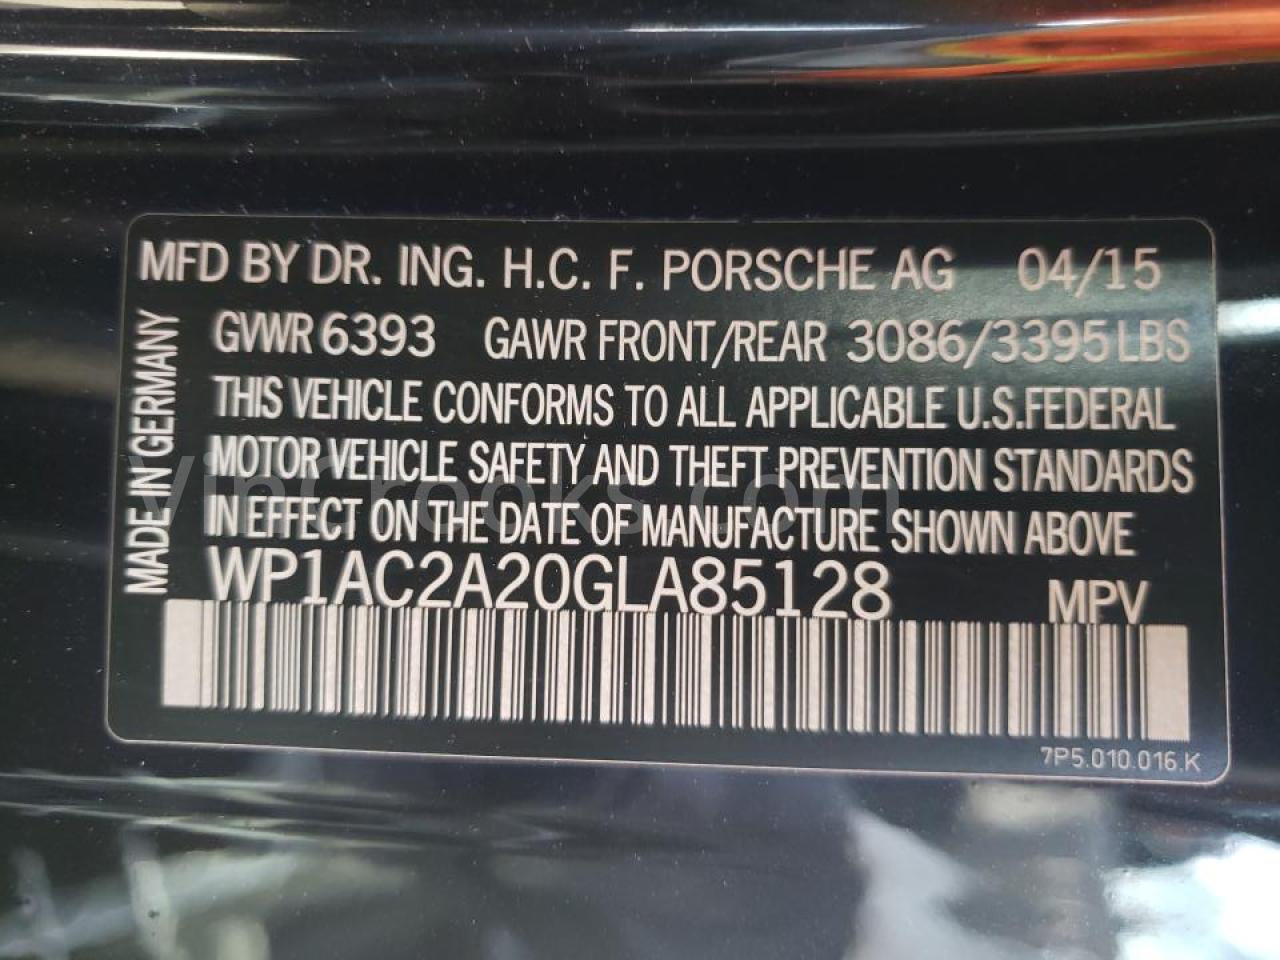 MFD BY DR. ING. H.C. F. PORSCHE AG 04/15
GVWR 6393 GAWR FRONT/REAR 3086/3395 LBS
THIS VEHICLE CONFORMS TO ALL APPLICABLE U.S.FEDERAL
MOTOR VEHICLE SAFETY AND THEFT PREVENTION STANDARDS
IN EFFECT ON THE DATE OF MANUFACTURE SHOWN ABOVE
WP1AC2A20GLA85128 MPV
7P5.010.016.K
MADE IN GERMANY
VinCrooks.com